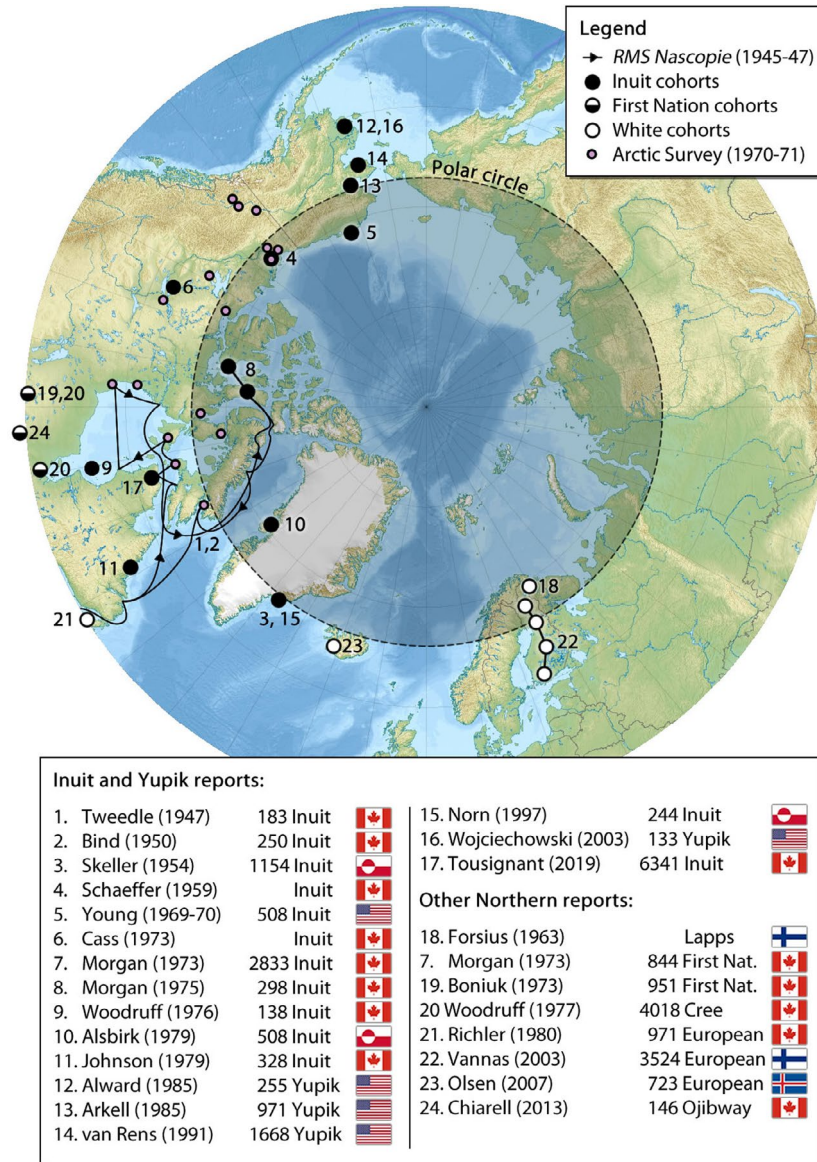 Legend
RMS Nascopie (1945-47)
Inuit cohorts
First Nation cohorts
White cohorts
Arctic Survey (1970-71)
12,16
14
Polar circle
13
5
4
6
8
19,20
24
20
9
17
10
1,2
11
21
3, 15
23
18
22
Inuit and Yupik reports:
1. Tweedle (1947) 183 Inuit
2. Bind (1950) 250 Inuit
3. Skeller (1954) 1154 Inuit
4. Schaeffer (1959) Inuit
5. Young (1969-70) 508 Inuit
6. Cass (1973) Inuit
7. Morgan (1973) 2833 Inuit
8. Morgan (1975) 298 Inuit
9. Woodruff (1976) 138 Inuit
10. Alsbirk (1979) 508 Inuit
11. Johnson (1979) 328 Inuit
12. Alward (1985) 255 Yupik
13. Arkell (1985) 971 Yupik
14. van Rens (1991) 1668 Yupik
15. Norn (1997) 244 Inuit
16. Wojciechowski (2003) 133 Yupik
17. Tousignant (2019) 6341 Inuit
Other Northern reports:
18. Forsius (1963) Lapps
7. Morgan (1973) 844 First Nat.
19. Boniuk (1973) 951 First Nat.
20 Woodruff (1977) 4018 Cree
21. Richler (1980) 971 European
22. Vannas (2003) 3524 European
23. Olsen (2007) 723 European
24. Chiarell (2013) 146 Ojibway